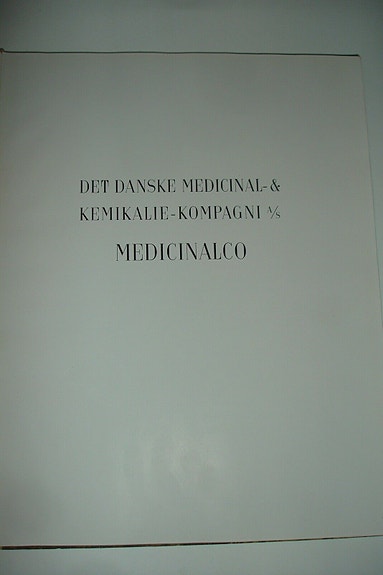 DET DANSKE MEDICINAL-&
KEMIKALIE-KOMPAGNI A/S
MEDICINALCO